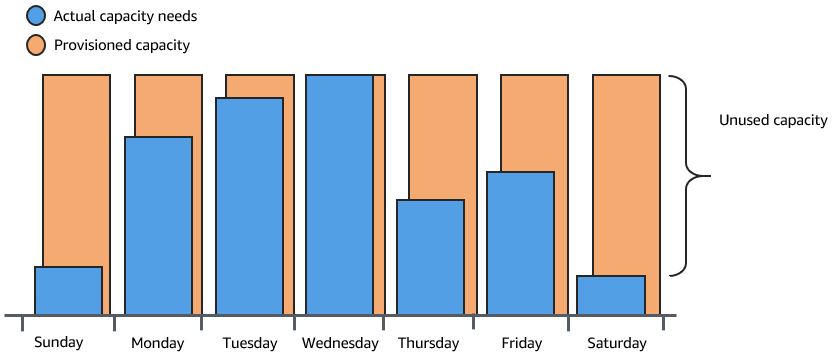 Actual capacity needs
Provisioned capacity
Unused capacity
Sunday
Monday
Tuesday
Wednesday
Thursday
Friday
Saturday